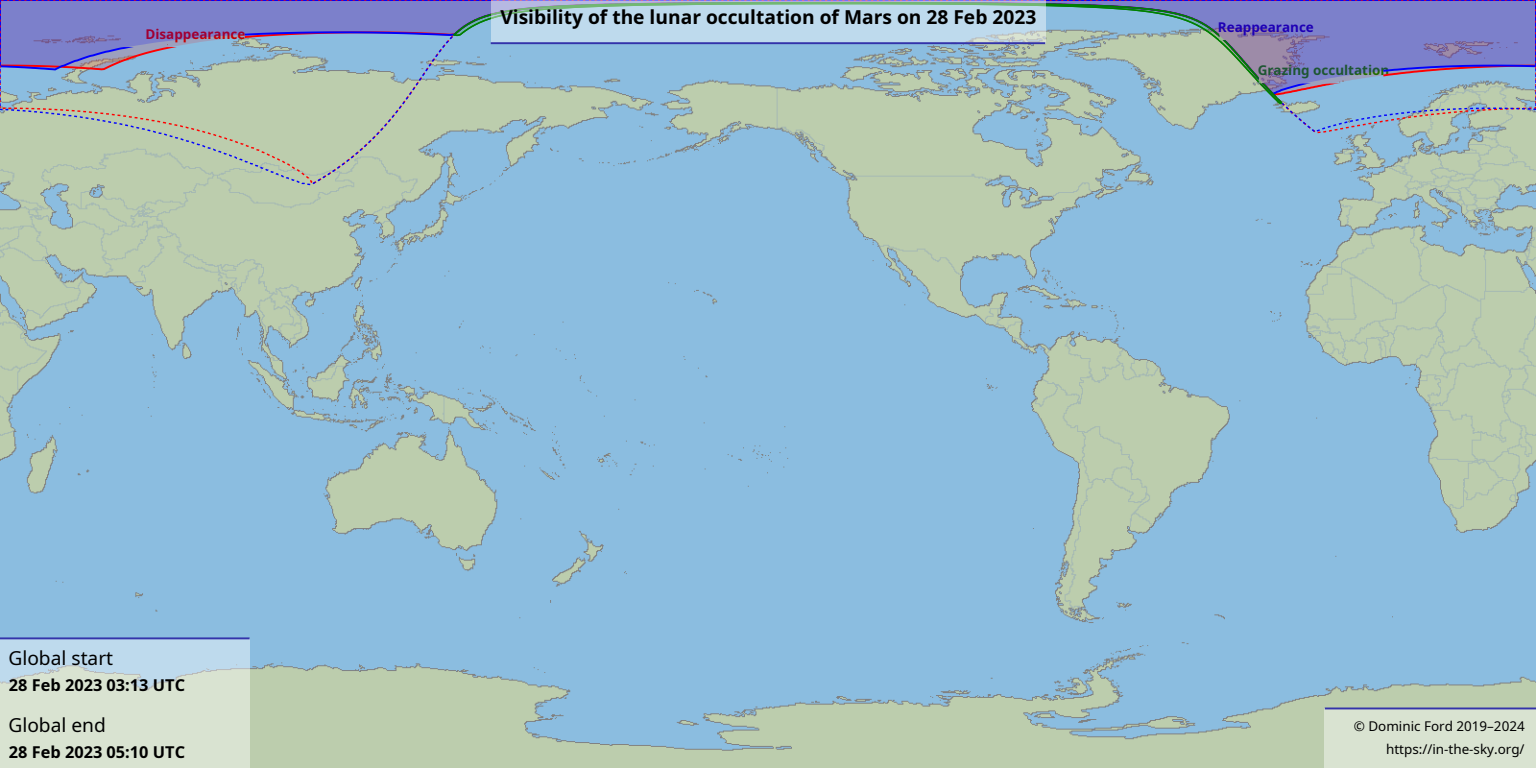 Visibility of the lunar occultation of Mars on 28 Feb 2023
Disappearance
Reappearance
Grazing occultation
Global start
28 Feb 2023 03:13 UTC
Global end
28 Feb 2023 05:10 UTC
© Dominic Ford 2019–2024
https://in-the-sky.org/